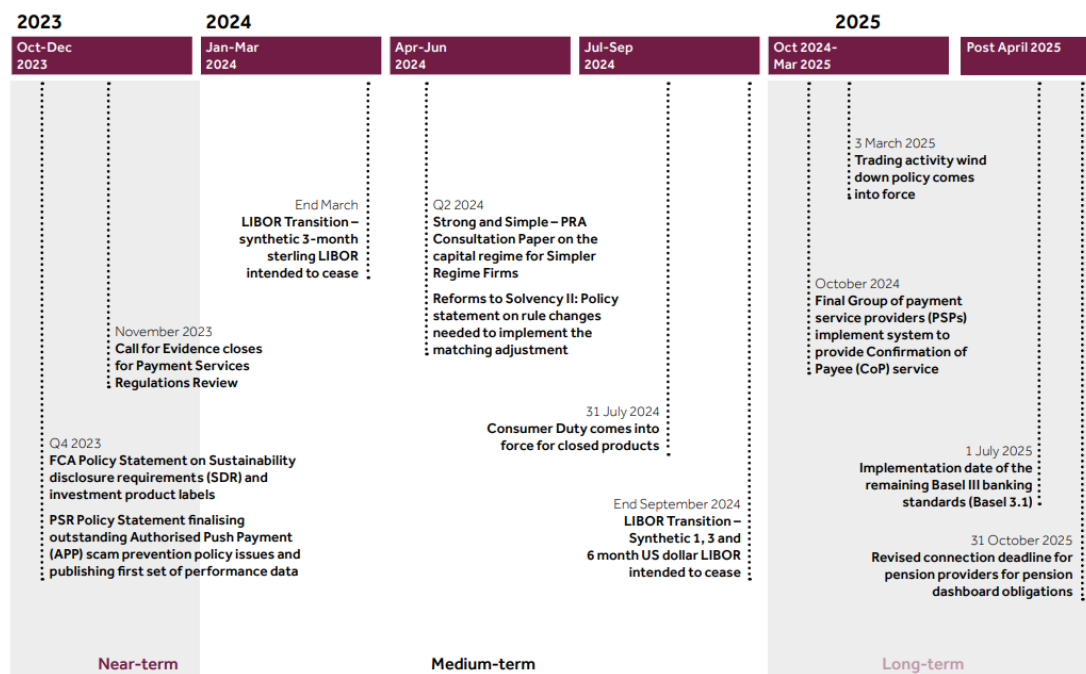 2023
2024
2025
Oct-Dec
2023
Jan-Mar
2024
Apr-Jun
2024
Jul-Sep
2024
Oct 2024-
Mar 2025
Post April 2025
3 March 2025
Trading activity wind
down policy comes
into force
End March
LIBOR Transition –
synthetic 3-month
sterling LIBOR
intended to cease
Q2 2024
Strong and Simple – PRA
Consultation Paper on the
capital regime for Simpler
Regime Firms
Reforms to Solvency II: Policy
statement on rule changes
needed to implement the
matching adjustment
October 2024
Final Group of payment
service providers (PSPs)
implement system to
provide Confirmation of
Payee (CoP) service
November 2023
Call for Evidence closes
for Payment Services
Regulations Review
31 July 2024
Consumer Duty comes into
force for closed products
Q4 2023
FCA Policy Statement on Sustainability
disclosure requirements (SDR) and
investment product labels
PSR Policy Statement finalising
outstanding Authorised Push Payment
(APP) scam prevention policy issues and
publishing first set of performance data
1 July 2025
Implementation date of the
remaining Basel III banking
standards (Basel 3.1)
End September 2024
LIBOR Transition –
Synthetic 1, 3 and
6 month US dollar LIBOR
intended to cease
31 October 2025
Revised connection deadline for
pension providers for pension
dashboard obligations
Near-term
Medium-term
Long-term